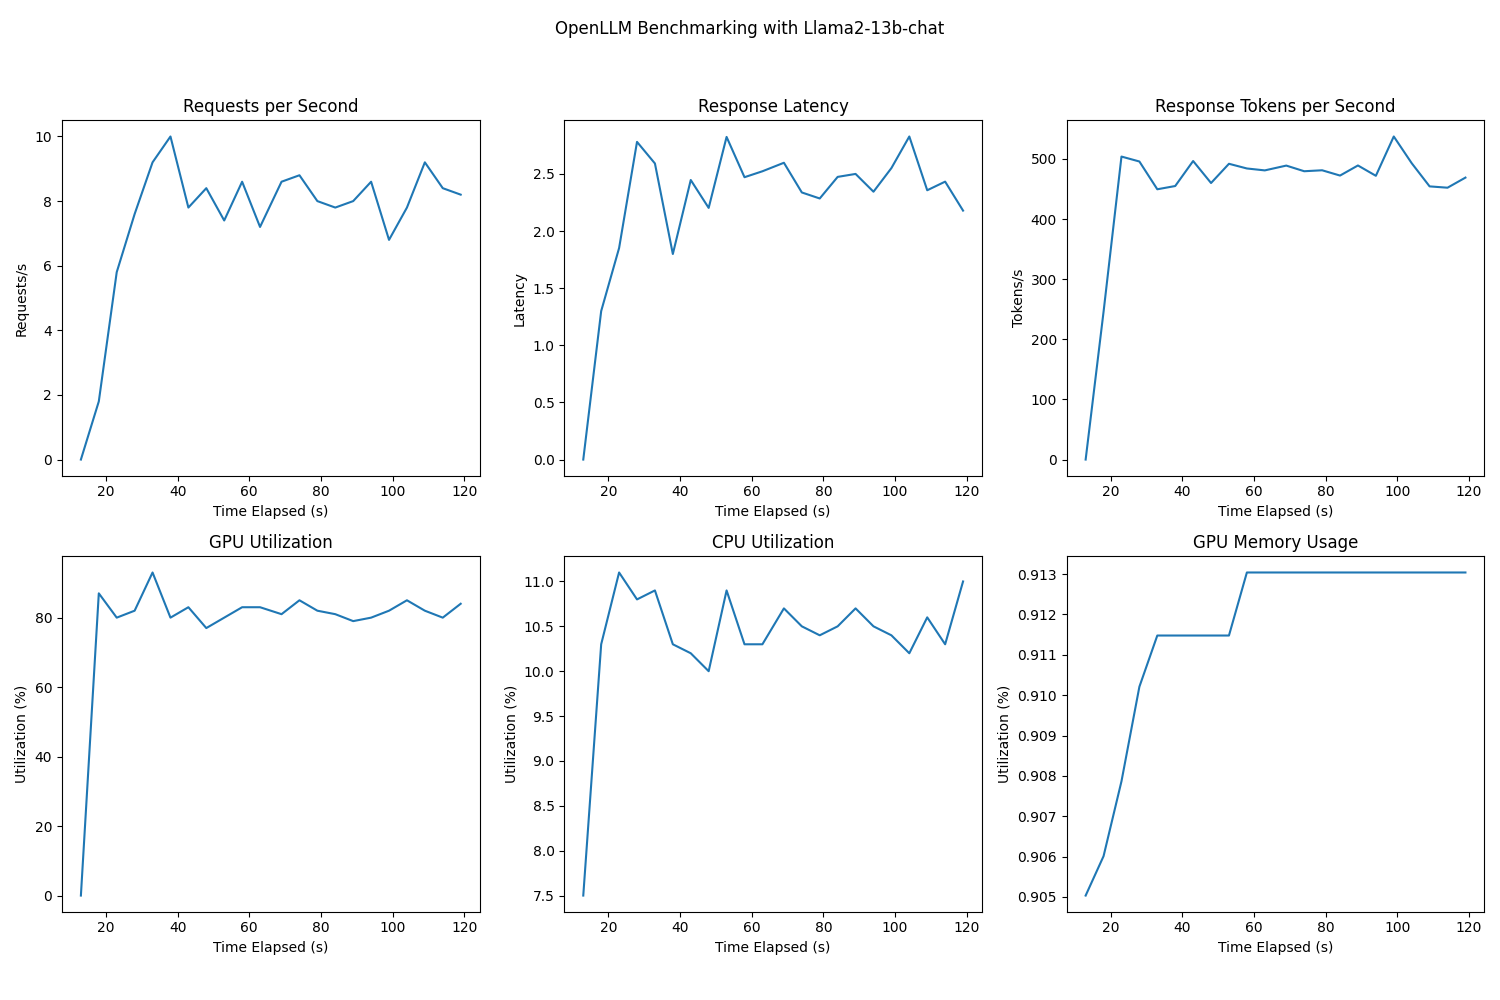 OpenLLM Benchmarking with Llama2-13b-chat
Requests per Second
Requests/s
10
8
6
4
2
0
20 40 60 80 100 120
Time Elapsed (s)
Response Latency
Latency
2.5
2.0
1.5
1.0
0.5
0.0
20 40 60 80 100 120
Time Elapsed (s)
Response Tokens per Second
Tokens/s
500
400
300
200
100
0
20 40 60 80 100 120
Time Elapsed (s)
GPU Utilization
Utilization (%)
80
60
40
20
0
20 40 60 80 100 120
Time Elapsed (s)
CPU Utilization
Utilization (%)
11.0
10.5
10.0
9.5
9.0
8.5
8.0
7.5
20 40 60 80 100 120
Time Elapsed (s)
GPU Memory Usage
Utilization (%)
0.913
0.912
0.911
0.910
0.909
0.908
0.907
0.906
0.905
20 40 60 80 100 120
Time Elapsed (s)